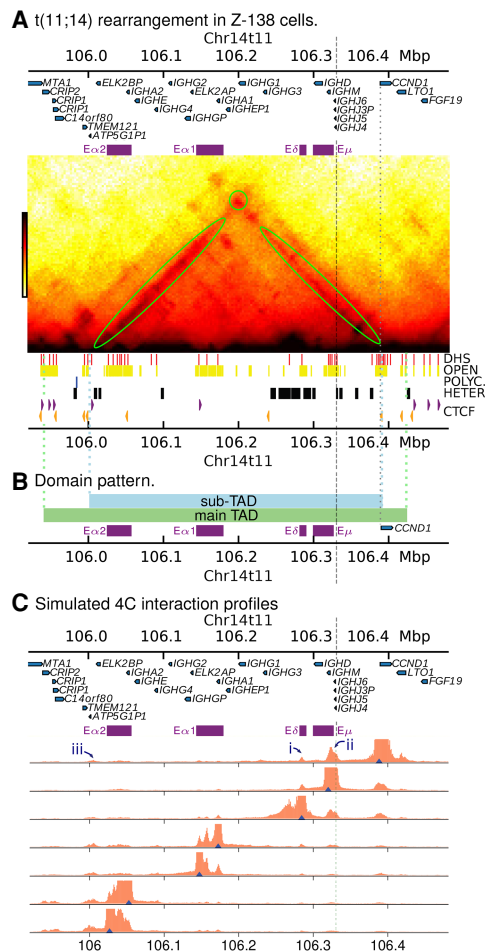 A t(11;14) rearrangement in Z-138 cells.
Chr14t11
106.0 106.1 106.2 106.3 106.4 Mbp
MTA1 ELK2BP IGHG2 IGHG1 IGHD CCND1
CRIP2 IGHA2 ELK2AP IGHG3 IGHM LTO1
CRIP1 IGHE IGHA1 IGHJ6 FGF19
CRIP1 IGHG4 IGHEP1 IGHJ3P
C14orf80 IGHGP IGHJ5
TMEM121 IGHJ4
ATP5G1P1
Eα2 Eα1 Eδ Eμ
DHS
OPEN
POLYC.
HETER.
CTCF
106.0 106.1 106.2 106.3 106.4 Mbp
Chr14t11
B Domain pattern.
sub-TAD
main TAD
Eα2 Eα1 Eδ Eμ CCND1
106.0 106.1 106.2 106.3 106.4 Mbp
Chr14t11
C Simulated 4C interaction profiles
Chr14t11
106.0 106.1 106.2 106.3 106.4 Mbp
MTA1 ELK2BP IGHG2 IGHG1 IGHD CCND1
CRIP2 IGHA2 ELK2AP IGHG3 IGHM LTO1
CRIP1 IGHE IGHA1 IGHJ6 FGF19
CRIP1 IGHG4 IGHEP1 IGHJ3P
C14orf80 IGHGP IGHJ5
TMEM121 IGHJ4
ATP5G1P1
Eα2 Eα1 Eδ Eμ
iii i ii
106 106.1 106.2 106.3 106.4